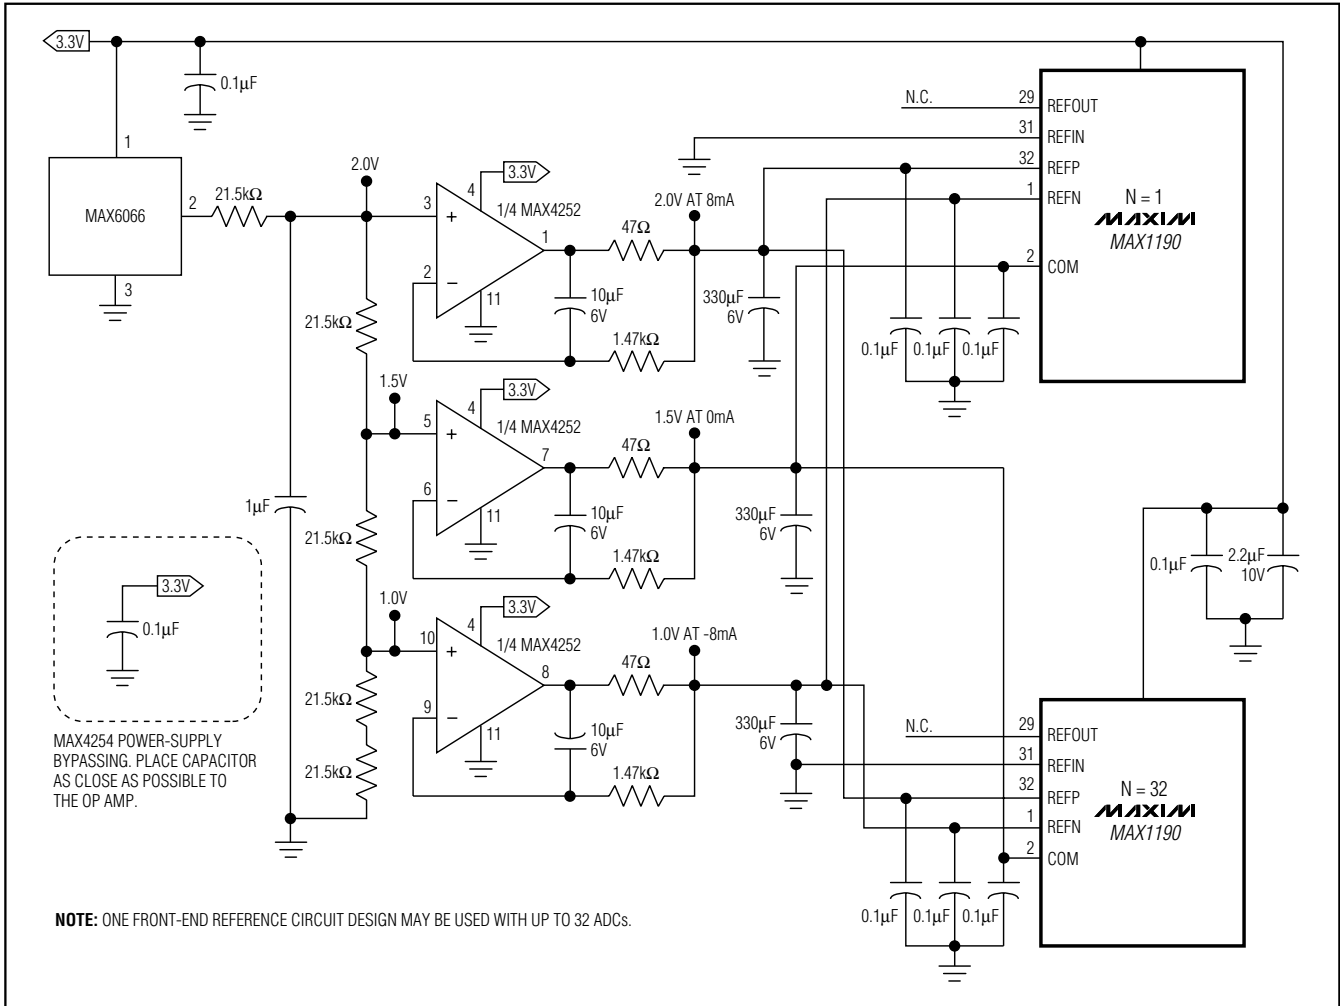 3.3V
0.1µF
1
MAX6066
2
3
21.5kΩ
2.0V
3
+
2
−
4
3.3V
1/4 MAX4252
1
11
47Ω
10µF
6V
1.47kΩ
2.0V AT 8mA
330µF
6V
21.5kΩ
1.5V
5
+
6
−
4
3.3V
1/4 MAX4252
7
11
47Ω
10µF
6V
1.47kΩ
1.5V AT 0mA
330µF
6V
1µF
21.5kΩ
1.0V
10
+
9
−
4
3.3V
1/4 MAX4252
8
11
47Ω
10µF
6V
1.47kΩ
1.0V AT -8mA
330µF
6V
21.5kΩ
21.5kΩ
3.3V
0.1µF
MAX4254 POWER-SUPPLY
BYPASSING. PLACE CAPACITOR
AS CLOSE AS POSSIBLE TO
THE OP AMP.
N.C.
29
REFOUT
31
REFIN
32
REFP
1
REFN
2
COM
N = 1
MAXIM
MAX1190
0.1µF
0.1µF
0.1µF
0.1µF
2.2µF
10V
N.C.
29
REFOUT
31
REFIN
32
REFP
1
REFN
2
COM
N = 32
MAXIM
MAX1190
0.1µF
0.1µF
0.1µF
NOTE: ONE FRONT-END REFERENCE CIRCUIT DESIGN MAY BE USED WITH UP TO 32 ADCs.